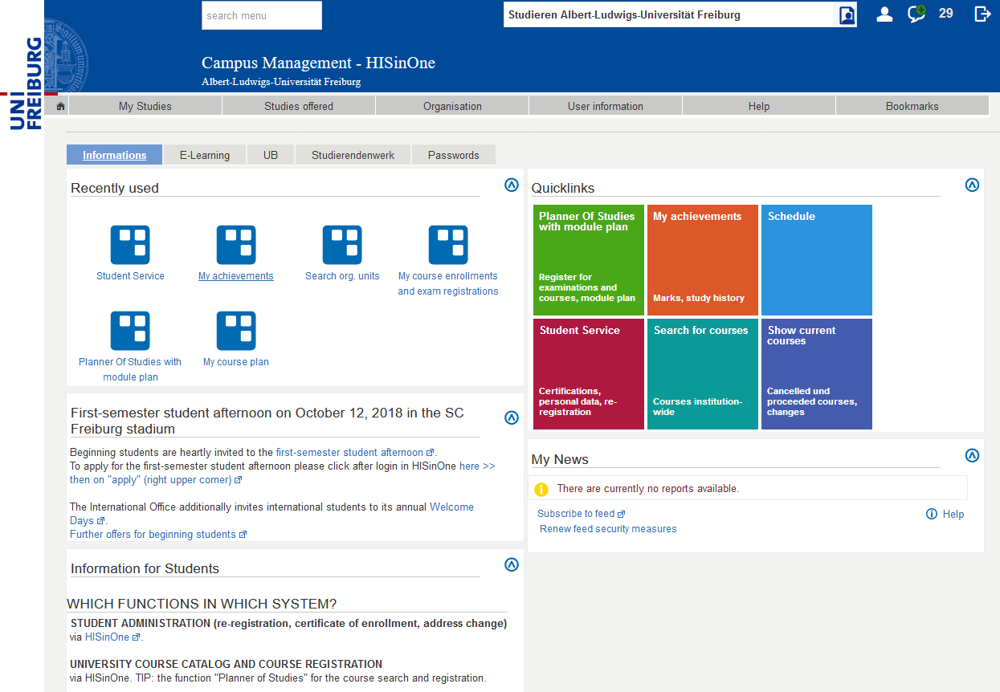 search menu
Studieren Albert-Ludwigs-Universität Freiburg
29
UNI
FREIBURG
Campus Management - HISinOne
Albert-Ludwigs-Universität Freiburg
My Studies
Studies offered
Organisation
User information
Help
Bookmarks
Informations
E-Learning
UB
Studierendenwerk
Passwords
Recently used
Student Service
My achievements
Search org. units
My course enrollments
and exam registrations
Planner Of Studies with
module plan
My course plan
First-semester student afternoon on October 12, 2018 in the SC
Freiburg stadium
Beginning students are heartly invited to the first-semester student afternoon.
To apply for the first-semester student afternoon please click after login in HISinOne here >>
then on "apply" (right upper corner)
The International Office additionally invites international students to its annual Welcome
Days.
Further offers for beginning students
Information for Students
WHICH FUNCTIONS IN WHICH SYSTEM?
STUDENT ADMINISTRATION (re-registration, certificate of enrollment, address change)
via HISinOne.
UNIVERSITY COURSE CATALOG AND COURSE REGISTRATION
via HISinOne. TIP: the function "Planner of Studies" for the course search and registration.
Quicklinks
Planner Of Studies
with module plan
Register for
examinations and
courses, module plan
My achievements
Marks, study history
Schedule
Student Service
Certifications,
personal data, re-
registration
Search for courses
Courses institution-
wide
Show current
courses
Cancelled und
proceeded courses,
changes
My News
There are currently no reports available.
Subscribe to feed
Help
Renew feed security measures